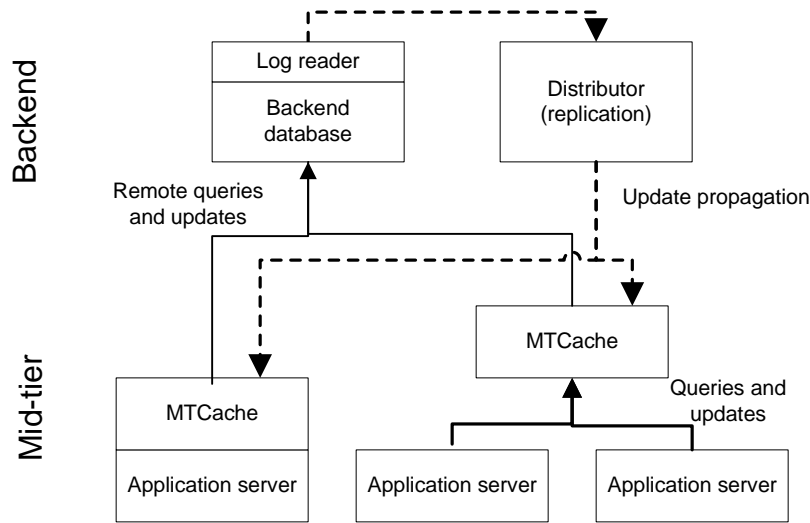 Backend
Log reader
Backend
database
Distributor
(replication)
Remote queries
and updates
Update propagation
Mid-tier
MTCache
MTCache
Queries and
updates
Application server
Application server
Application server